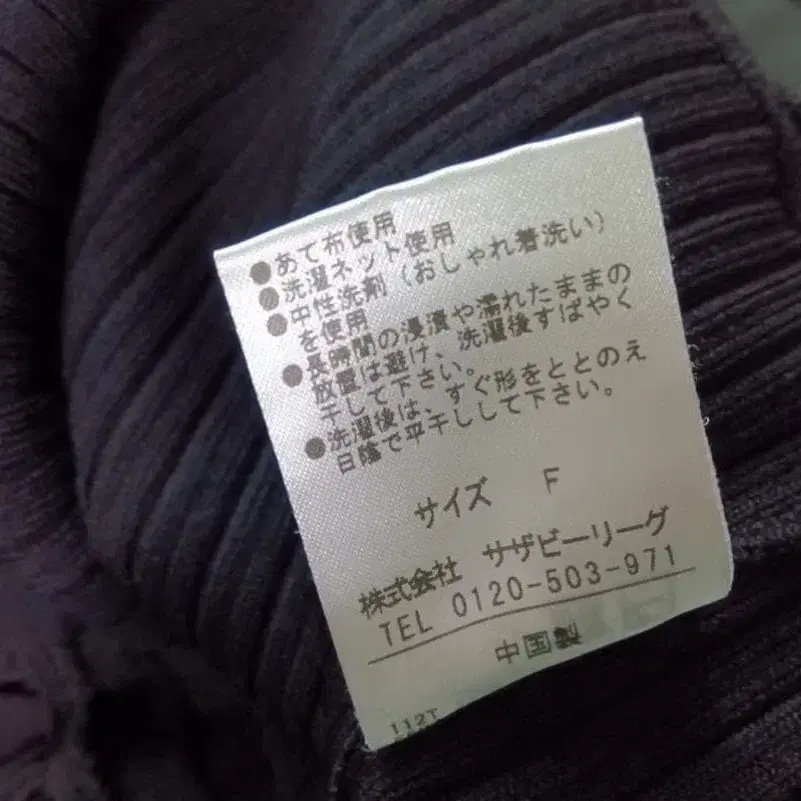 ●あて布使用
●洗濯ネット使用
●中性洗剤（おしゃれ着洗い）
を使用
●長時間の浸漬や濡れたままの
放置は避け、洗濯後すばやく
干して下さい。
●洗濯後は、すぐ形をととのえ
日陰で平干しして下さい。
サイズ F
株式会社 サザビーリーグ
TEL 0120-503-971
中国製
112T